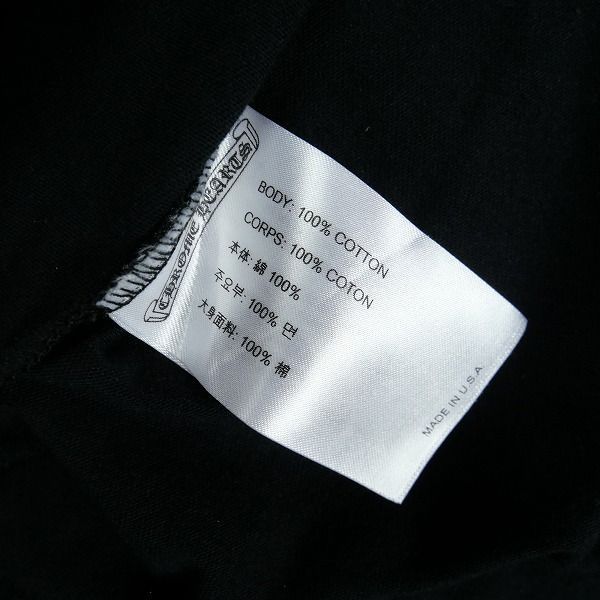 CHROME HEARTS
BODY: 100% COTTON
CORPS: 100% COTON
本体: 綿 100%
주요부: 100% 면
大身面料: 100% 棉
MADE IN U.S.A